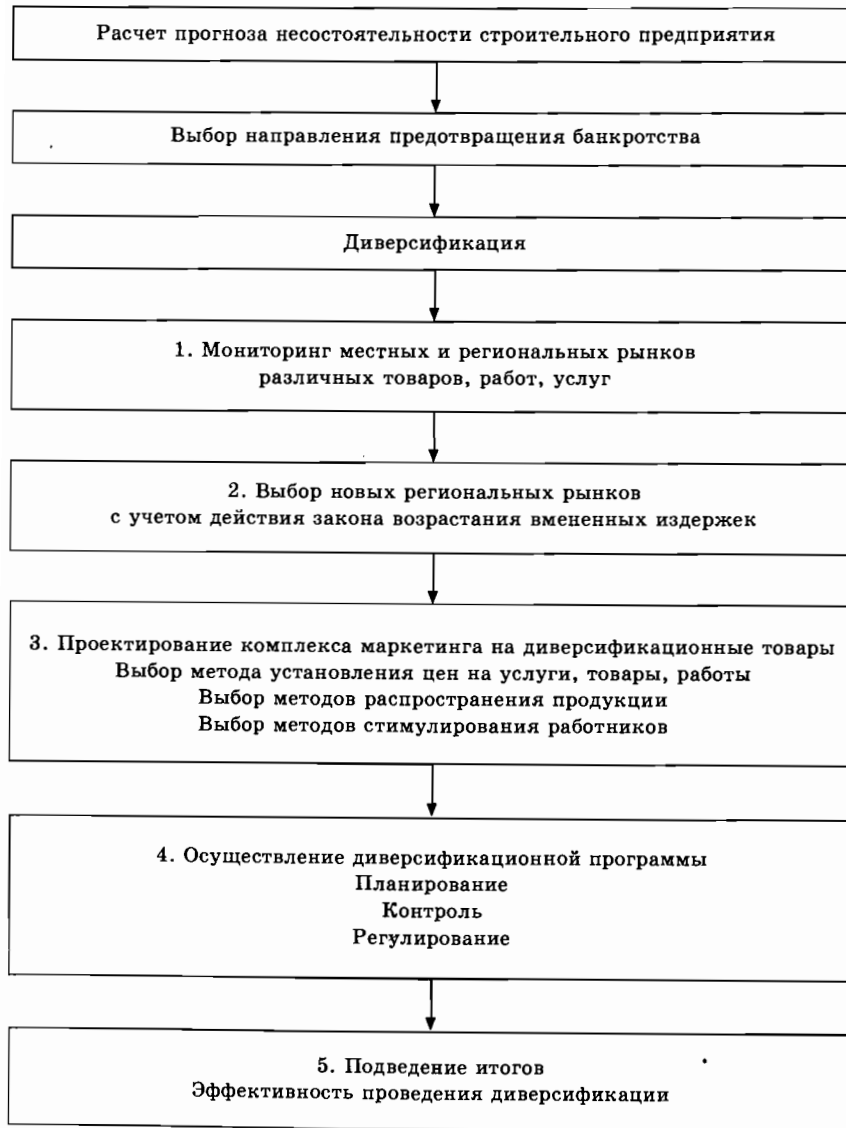 Расчет прогноза несостоятельности строительного предприятия
Выбор направления предотвращения банкротства
Диверсификация
1. Мониторинг местных и региональных рынков
различных товаров, работ, услуг
2. Выбор новых региональных рынков
с учетом действия закона возрастания вмененных издержек
3. Проектирование комплекса маркетинга на диверсификационные товары
Выбор метода установления цен на услуги, товары, работы
Выбор методов распространения продукции
Выбор методов стимулирования работников
4. Осуществление диверсификационной программы
Планирование
Контроль
Регулирование
5. Подведение итогов
Эффективность проведения диверсификации